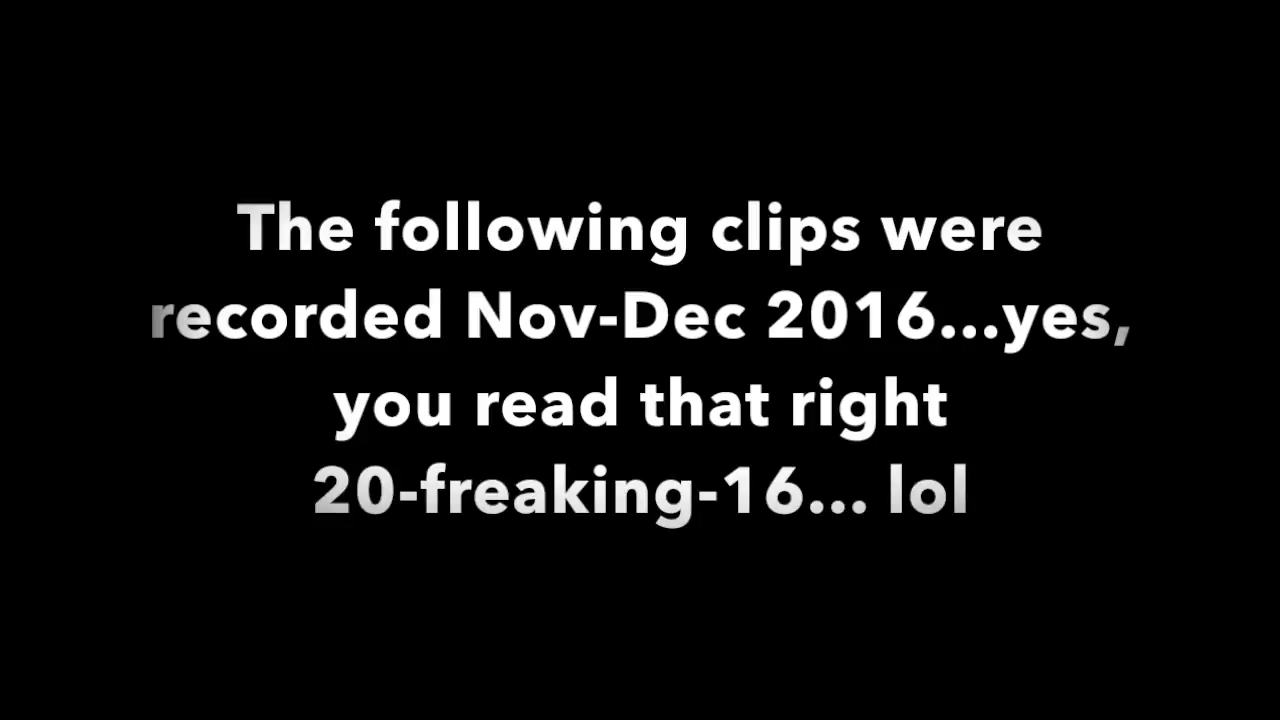 The following clips were
recorded Nov-Dec 2016...yes,
you read that right
20-freaking-16... lol